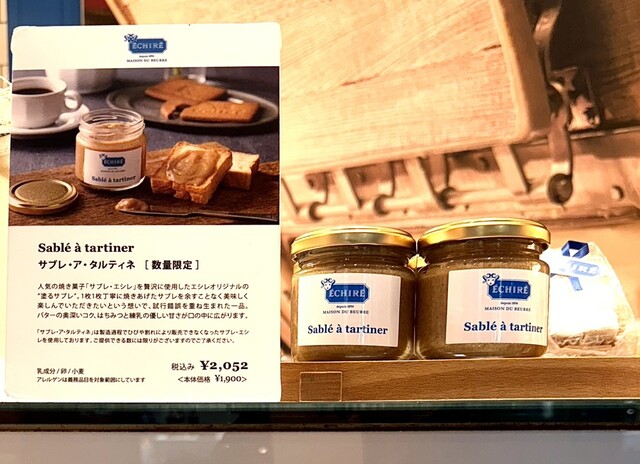 ÉCHIRÉ
depuis 1894
MAISON DU BEURRE
ÉCHIRÉ
Sablé à tartiner
Sablé à tartiner
サブレ・ア・タルティネ [数量限定]
人気の焼き菓子「サブレ・エシレ」を贅沢に使用したエシレオリジナルの
“塗るサブレ”。1枚1枚丁寧に焼きあげたサブレを余すとなく美味しく
楽しんでいただきたいという想いで、試行錯誤を重ね生まれた一品。
バターの奥深いコク、はちみつと練乳の優しい甘さが口の中に広がります。
「サブレ・ア・タルティネ」は製造過程でひびや割れにより販売できなくなったサブレ・エシ
レを使用しております。ご提供できる数には限りがございますのでご了承ください。
乳成分 / 卵 / 小麦
アレルゲンは義務品目を対象範囲にしています
税込み ¥2,052
<本体価格 ¥1,900>
ÉCHIRÉ
depuis 1894
MAISON DU BEURRE
Sablé à tartiner
ÉCHIRÉ
depuis 1894
MAISON DU BEURRE
Sablé à tartiner